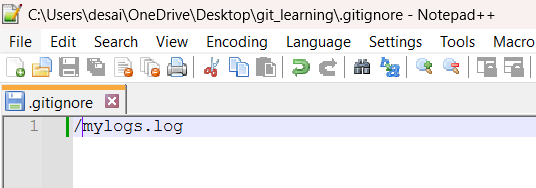 C:\Users\desai\OneDrive\Desktop\git_learning\.gitignore - Notepad++
File Edit Search View Encoding Language Settings Tools Macro
.gitignore
1 /mylogs.log